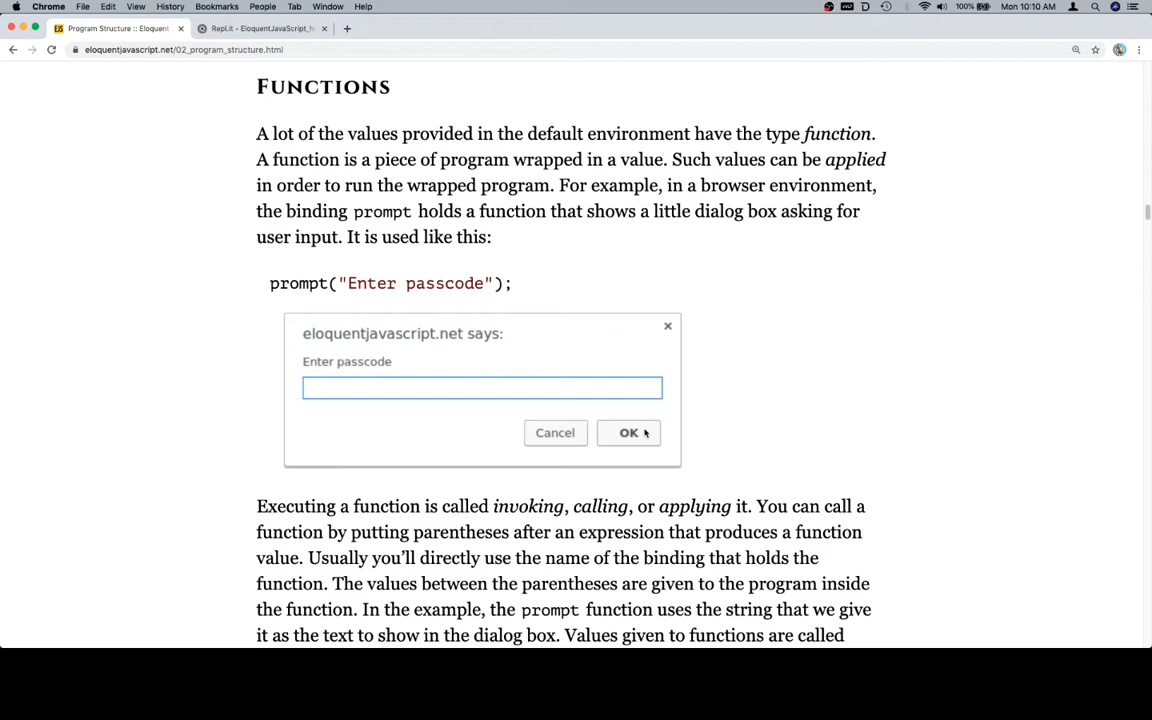 Chrome File Edit View History Bookmarks People Tab Window Help 100% Mon 10:10 AM
Program Structure :: Eloquent Repl.it - EloquentJavaScript_N
eloquentjavascript.net/02_program_structure.html
Functions
A lot of the values provided in the default environment have the type function.
A function is a piece of program wrapped in a value. Such values can be applied
in order to run the wrapped program. For example, in a browser environment,
the binding prompt holds a function that shows a little dialog box asking for
user input. It is used like this:
prompt("Enter passcode");
eloquentjavascript.net says:
Enter passcode
Cancel OK
Executing a function is called invoking, calling, or applying it. You can call a
function by putting parentheses after an expression that produces a function
value. Usually you’ll directly use the name of the binding that holds the
function. The values between the parentheses are given to the program inside
the function. In the example, the prompt function uses the string that we give
it as the text to show in the dialog box. Values given to functions are called